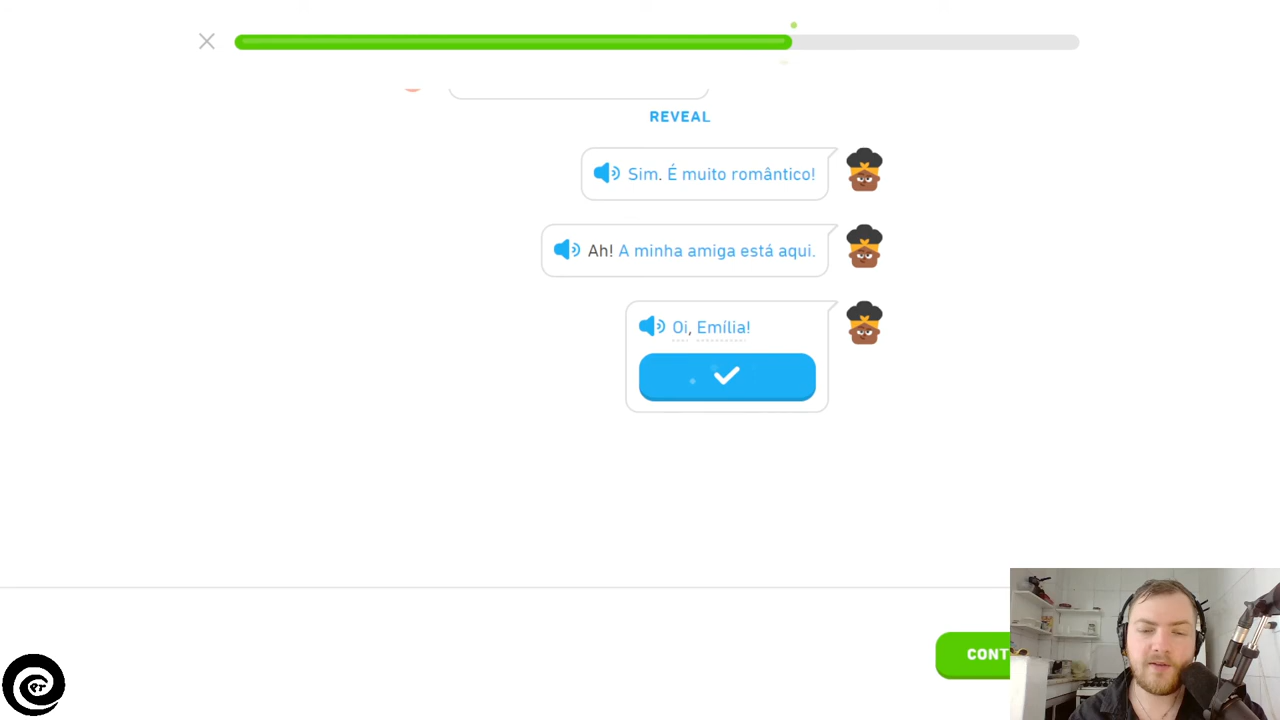 REVEAL
Sim. É muito romântico!
Ah! A minha amiga está aqui.
Oi, Emília!
CONT